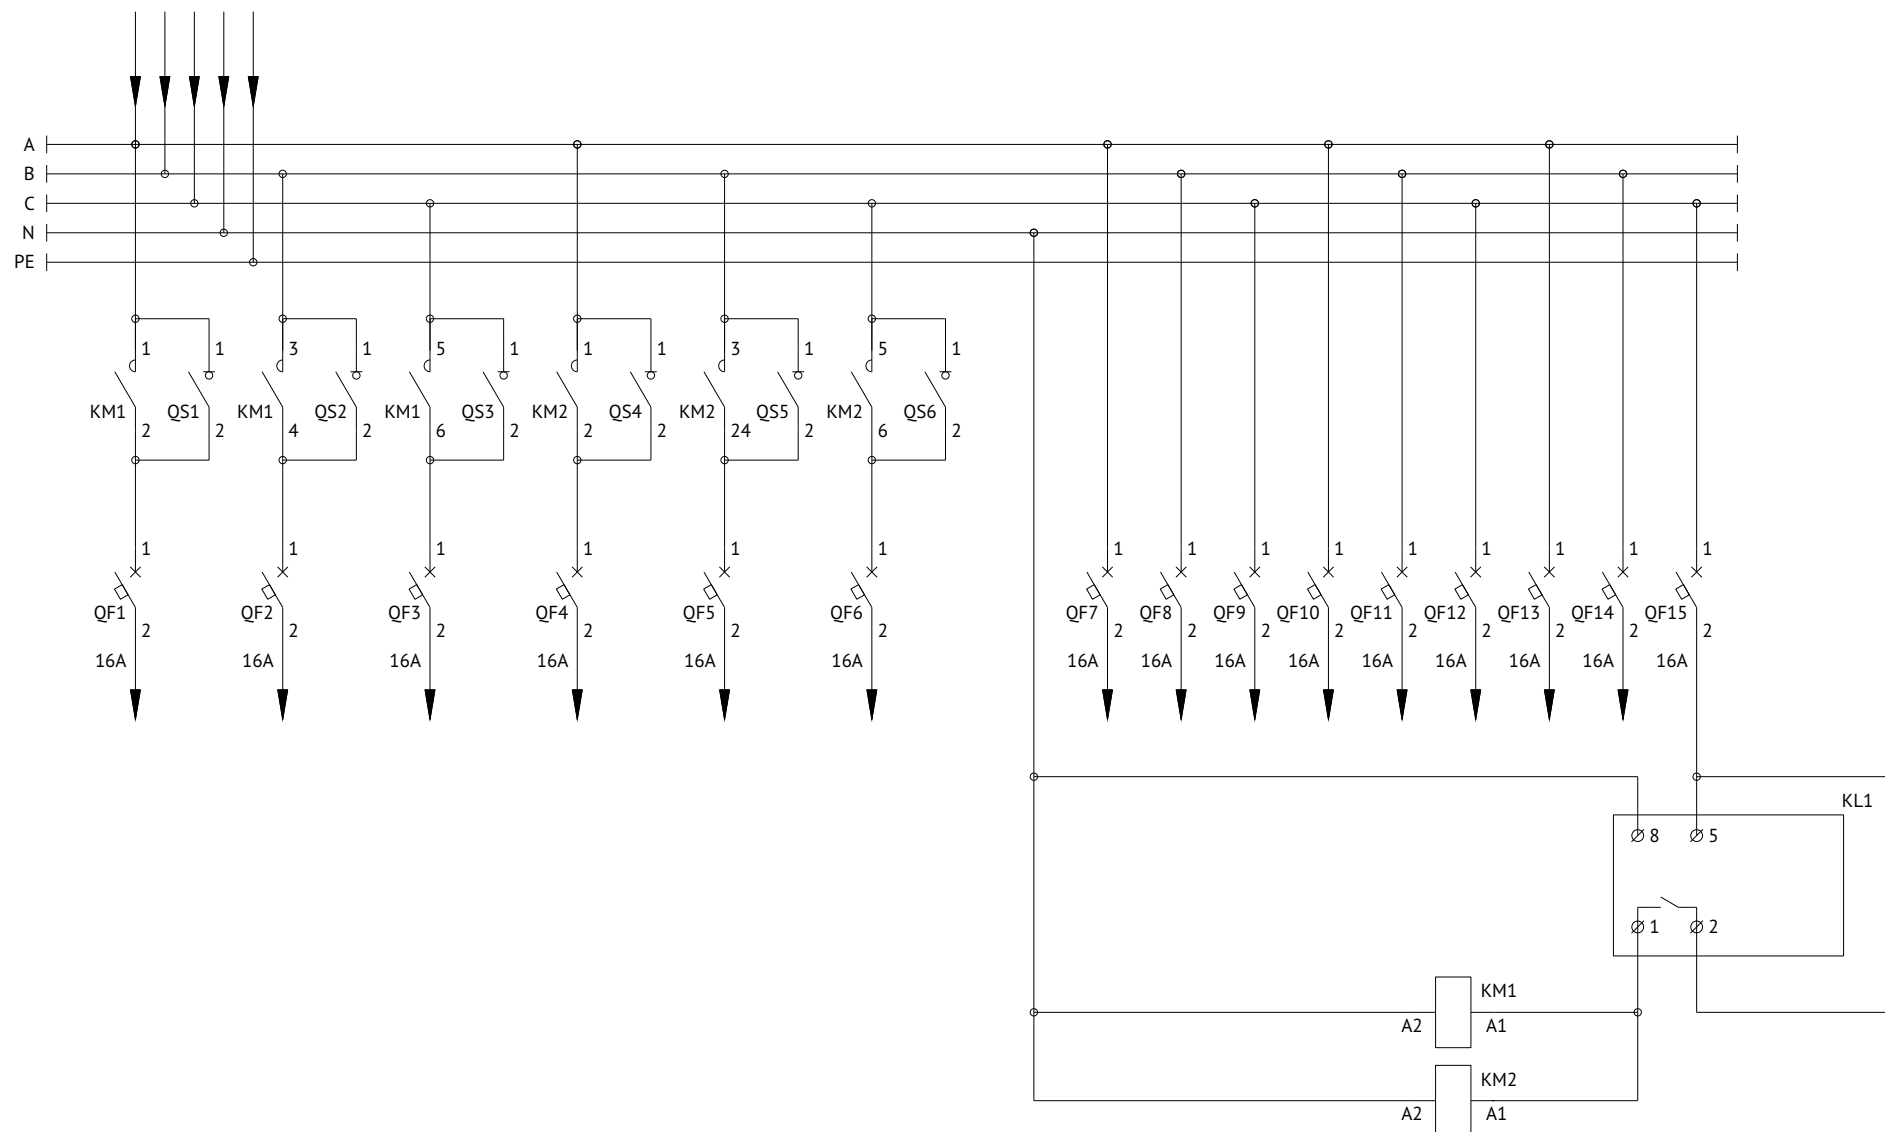 A
B
C
N
PE
1 1 3 1 5 1 1 1 3 1 5 1
KM1 QS1 KM1 QS2 KM1 QS3 KM2 QS4 KM2 QS5 KM2 QS6
2 2 4 2 6 2 2 2 24 2 6 2
1 1 1 1 1 1 1 1 1 1 1 1 1 1 1
QF1 QF2 QF3 QF4 QF5 QF6 QF7 QF8 QF9 QF10 QF11 QF12 QF13 QF14 QF15
2 2 2 2 2 2 2 2 2 2 2 2 2 2 2
16A 16A 16A 16A 16A 16A 16A 16A 16A 16A 16A 16A 16A 16A 16A
KL1
8 5
1 2
KM1
A2 A1
KM2
A2 A1